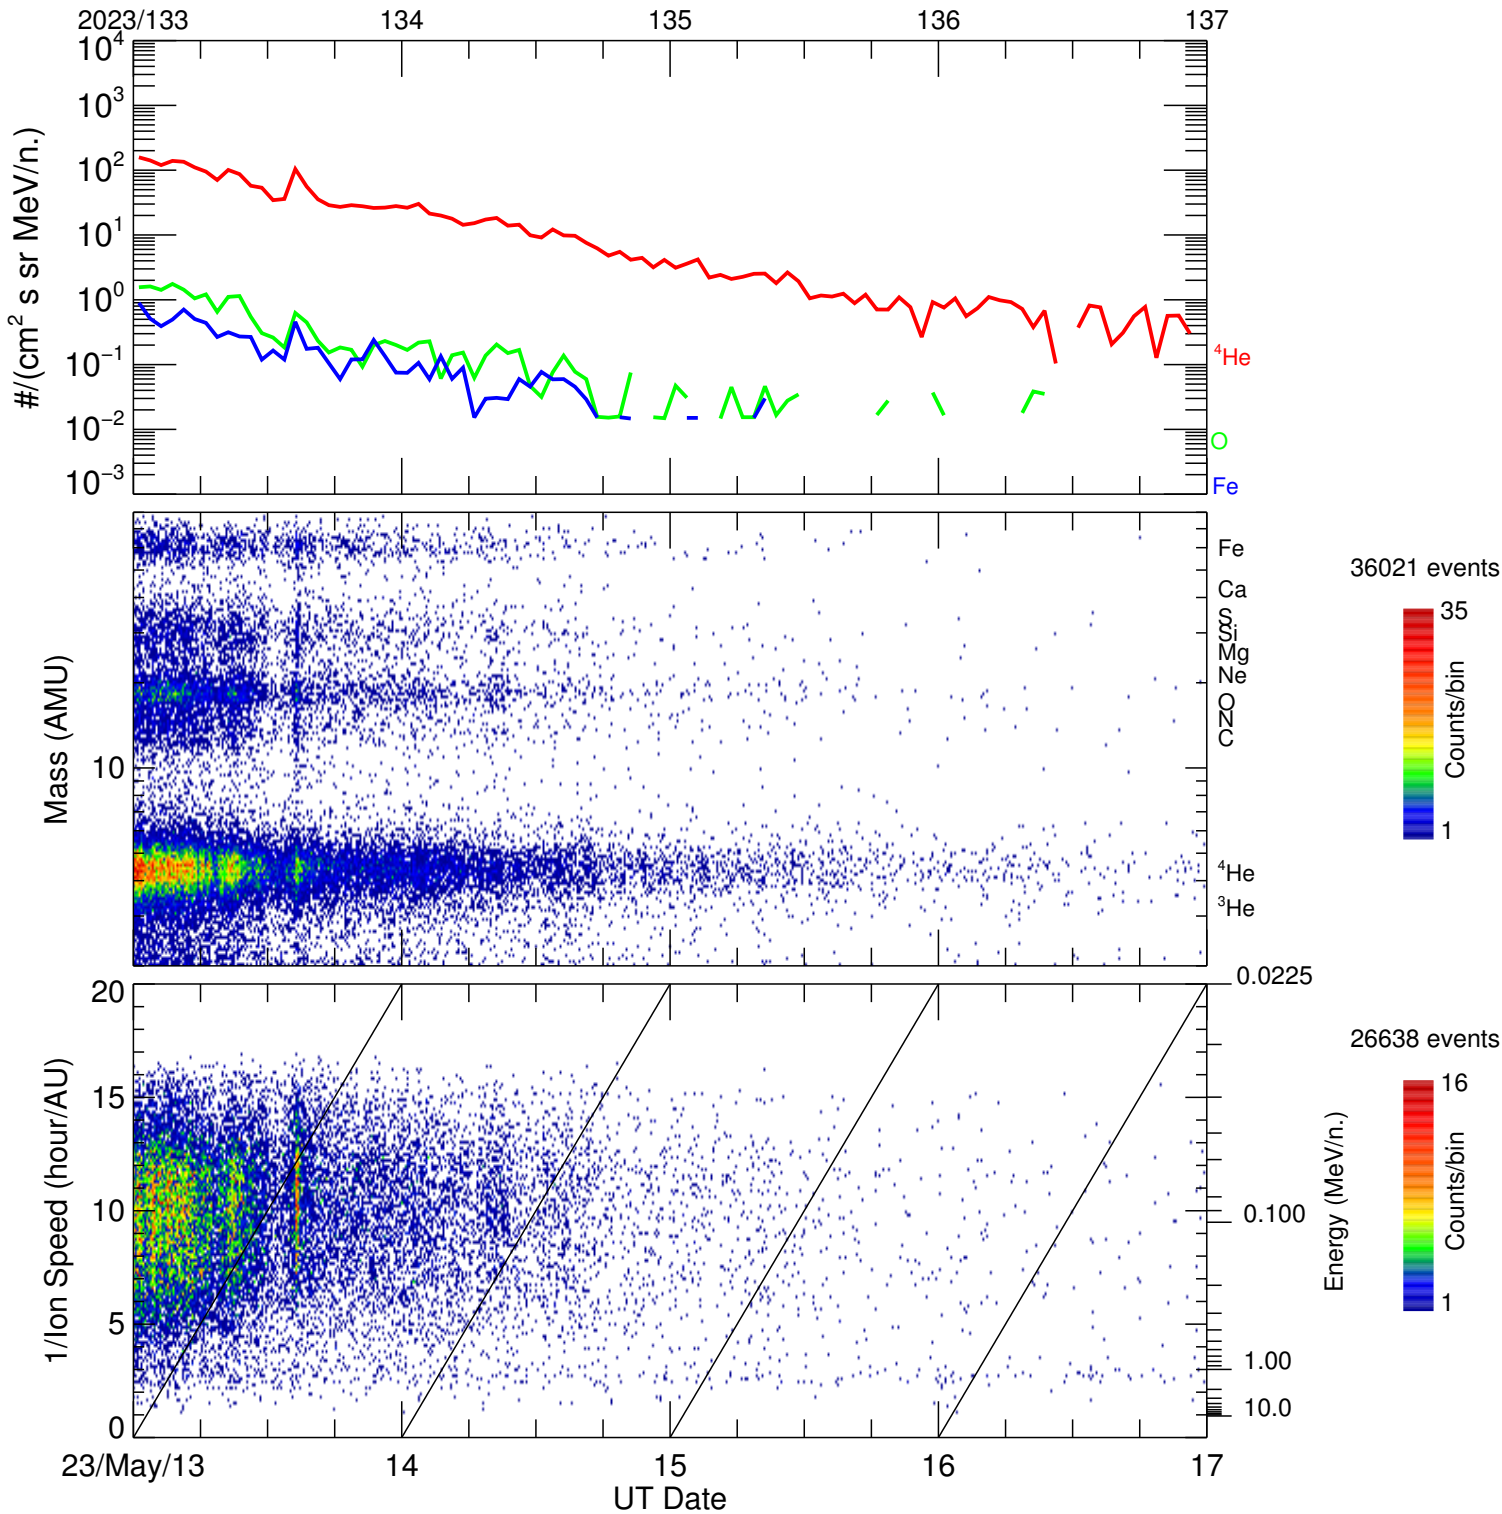 2023/133 134 135 136 137
10^4
10^3
10^2
10^1
10^0
10^−1
10^−2
10^−3
#/(cm^2 s sr MeV/n.)
^4He
O
Fe
Mass (AMU)
10
Fe
Ca
S
Si
Mg
Ne
O
N
C
^4He
^3He
36021 events
35
Counts/bin
1
20
15
10
5
0
1/Ion Speed (hour/AU)
0.0225
0.100
1.00
10.0
Energy (MeV/n.)
26638 events
16
Counts/bin
1
23/May/13 14 15 16 17
UT Date